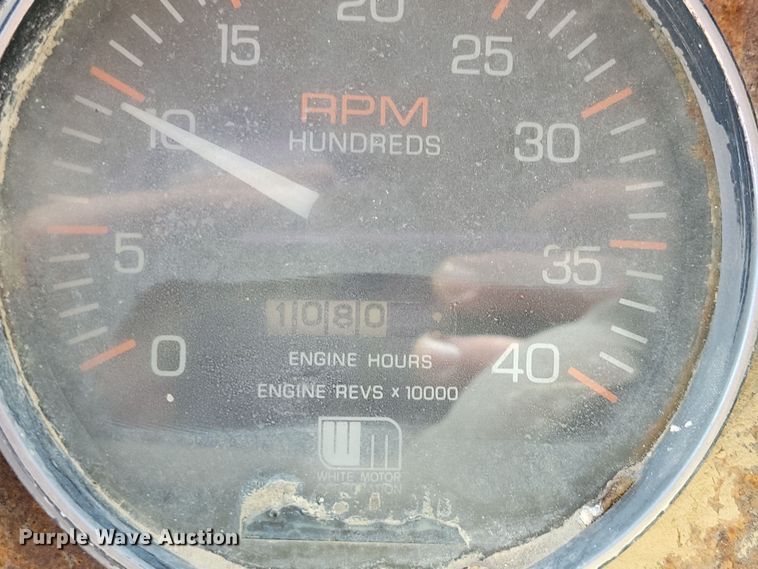 20
15
25
RPM
10
HUNDREDS
30
5
35
1080
0
ENGINE HOURS
40
ENGINE REVS x 10000
WM
WHITE MOTOR
Purple Wave Auction